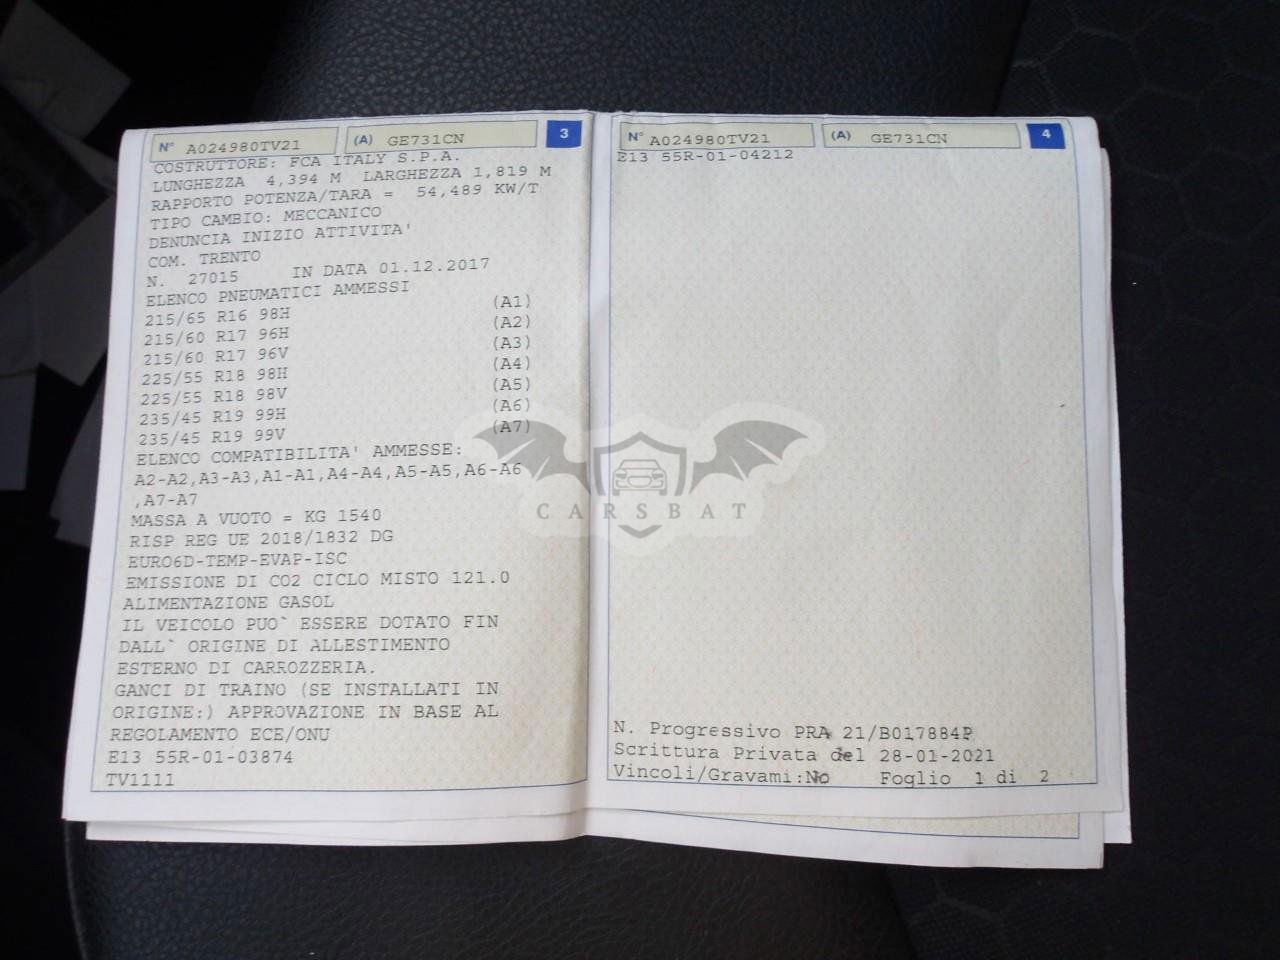 N° A024980TV21 (A) GE731CN 3
COSTRUTTORE: FCA ITALY S.P.A.
LUNGHEZZA 4,394 M LARGHEZZA 1,819 M
RAPPORTO POTENZA/TARA = 54,489 KW/T
TIPO CAMBIO: MECCANICO
DENUNCIA INIZIO ATTIVITA'
COM. TRENTO
N. 27015 IN DATA 01.12.2017
ELENCO PNEUMATICI AMMESSI
215/65 R16 98H (A1)
215/60 R17 96H (A2)
215/60 R17 96V (A3)
225/55 R18 98H (A4)
225/55 R18 98V (A5)
235/45 R19 99H (A6)
235/45 R19 99V (A7)
ELENCO COMPATIBILITA' AMMESSE:
A2-A2,A3-A3,A1-A1,A4-A4,A5-A5,A6-A6
,A7-A7
MASSA A VUOTO = KG 1540
RISP REG UE 2018/1832 DG
EURO6D-TEMP-EVAP-ISC
EMISSIONE DI CO2 CICLO MISTO 121.0
ALIMENTAZIONE GASOL
IL VEICOLO PUO` ESSERE DOTATO FIN
DALL` ORIGINE DI ALLESTIMENTO
ESTERNO DI CARROZZERIA.
GANCI DI TRAINO (SE INSTALLATI IN
ORIGINE:) APPROVAZIONE IN BASE AL
REGOLAMENTO ECE/ONU
E13 55R-01-03874
TV1111
N° A024980TV21 (A) GE731CN 4
E13 55R-01-04212
N. Progressivo PRA 21/B017884P
Scrittura Privata del 28-01-2021
Vincoli/Gravami:No Foglio 1 di 2
CARSBAT